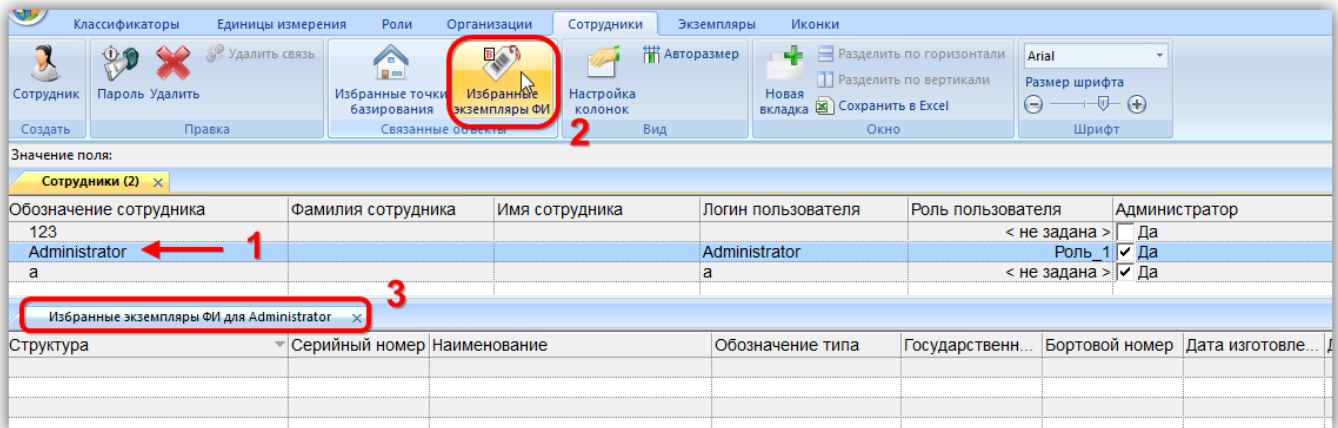 Классификаторы Единицы измерения Роли Организации Сотрудники Экземпляры Иконки
Сотрудник
Создать
Пароль Удалить
Удалить связь
Правка
Избранные точки базирования
Избранные экземпляры ФИ
Связанные объекты
2
Настройка колонок
Авторазмер
Вид
Новая вкладка
Разделить по горизонтали
Разделить по вертикали
Сохранить в Excel
Окно
Arial
Размер шрифта
Шрифт
Значение поля:
Сотрудники (2)
Обозначение сотрудника Фамилия сотрудника Имя сотрудника Логин пользователя Роль пользователя Администратор
123 < не задана > Да
Administrator 1 Administrator Роль_1 Да
a a < не задана > Да
3
Избранные экземпляры ФИ для Administrator
Структура Серийный номер Наименование Обозначение типа Государственн... Бортовой номер Дата изготовле...